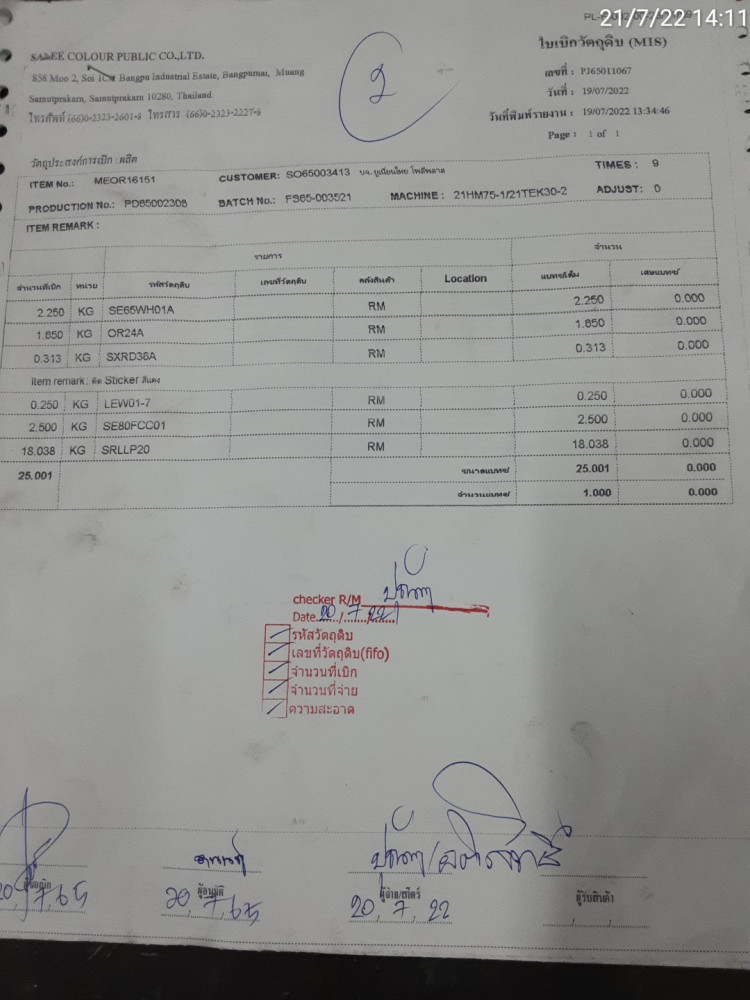 21/7/22 14:11
ใบเบิกวัตถุดิบ (MIS)
SALEE COLOUR PUBLIC CO.,LTD.
856 Moo 2, Soi 1C/1 Bangpu Industrial Estate, Bangpumai, Muang
Samutprakarn, Samutprakarn 10280, Thailand.
โทรศัพท์ (66)0-2323-2601-8 โทรสาร (66)0-2323-2227-8
2
เลขที่ : PJ65011067
วันที่ : 19/07/2022
วันที่พิมพ์รายงาน : 19/07/2022 13:34:46
Page : 1 of 1
วัตถุประสงค์การเบิก : ผลิต
ITEM No.: MEOR16151 CUSTOMER: SO65003413 บจ.ยูเนี่ยนไทย โพลีพลาส TIMES : 9
PRODUCTION No.: PD65002308 BATCH No.: FS65-003521 MACHINE : 21HM75-1/21TEK30-2 ADJUST: 0
ITEM REMARK :
รายการ จำนวน
จำนวนที่เบิก หน่วย รหัสวัตถุดิบ เลขที่วัตถุดิบ คลังสินค้า Location แบทช์เต็ม เศษแบทช์
2.250 KG SE65WH01A RM 2.250 0.000
1.650 KG OR24A RM 1.650 0.000
0.313 KG SXRD36A RM 0.313 0.000
Item remark: ติด Sticker สีแดง
0.250 KG LEW01-7 RM 0.250 0.000
2.500 KG SE80FCC01 RM 2.500 0.000
18.038 KG SRLLP20 RM 18.038 0.000
25.001 ขนาดแบทช์ 25.001 0.000
จำนวนแบทช์ 1.000 0.000
checker R/M
Date 20/7/22
รหัสวัตถุดิบ
เลขที่วัตถุดิบ(fifo)
จำนวนที่เบิก
จำนวนที่จ่าย
ความสะอาด
ผู้เบิก ผู้อนุมัติ ผู้จ่าย/สโตร์ ผู้รับสินค้า
20, 7, 65 20, 7, 65 20, 7, 22